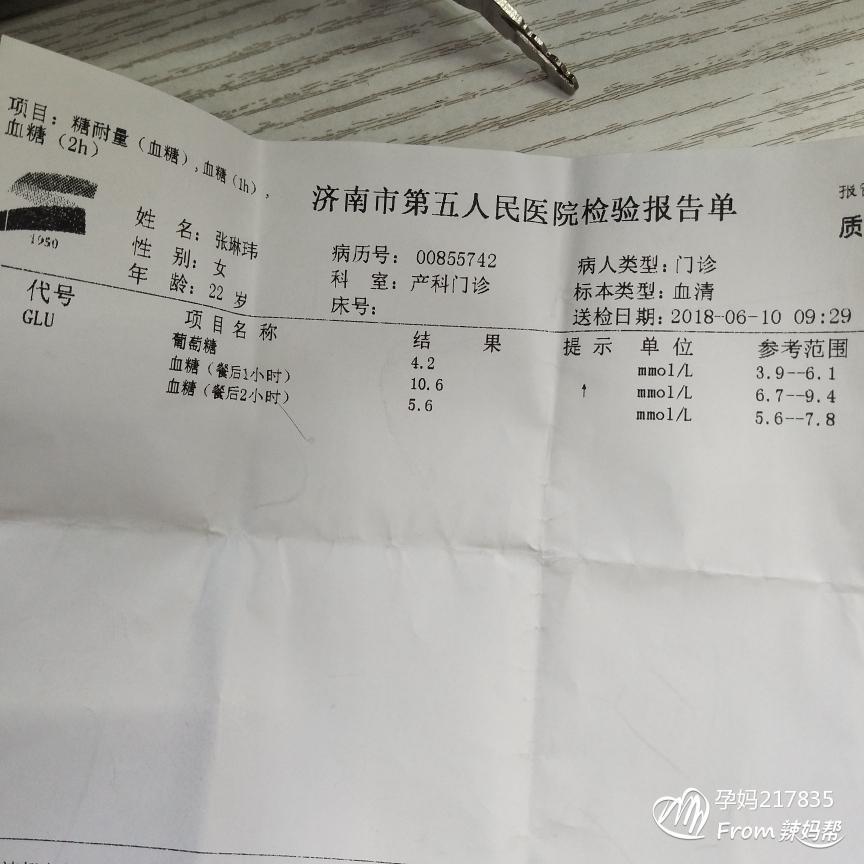 项目：糖耐量（血糖），血糖（1h），
血糖（2h）
济南市第五人民医院检验报告单
1950
姓 名：张琳玮 病历号：00855742 病人类型：门诊
性 别：女 科 室：产科门诊 标本类型：血清
年 龄：22 岁 床号： 送检日期：2018-06-10 09:29
代号 项目名称 结 果 提示 单位 参考范围
GLU 葡萄糖 4.2 mmol/L 3.9--6.1
血糖（餐后1小时） 10.6 ↑ mmol/L 6.7--9.4
血糖（餐后2小时） 5.6 mmol/L 5.6--7.8
质
孕妈217835
From 辣妈帮